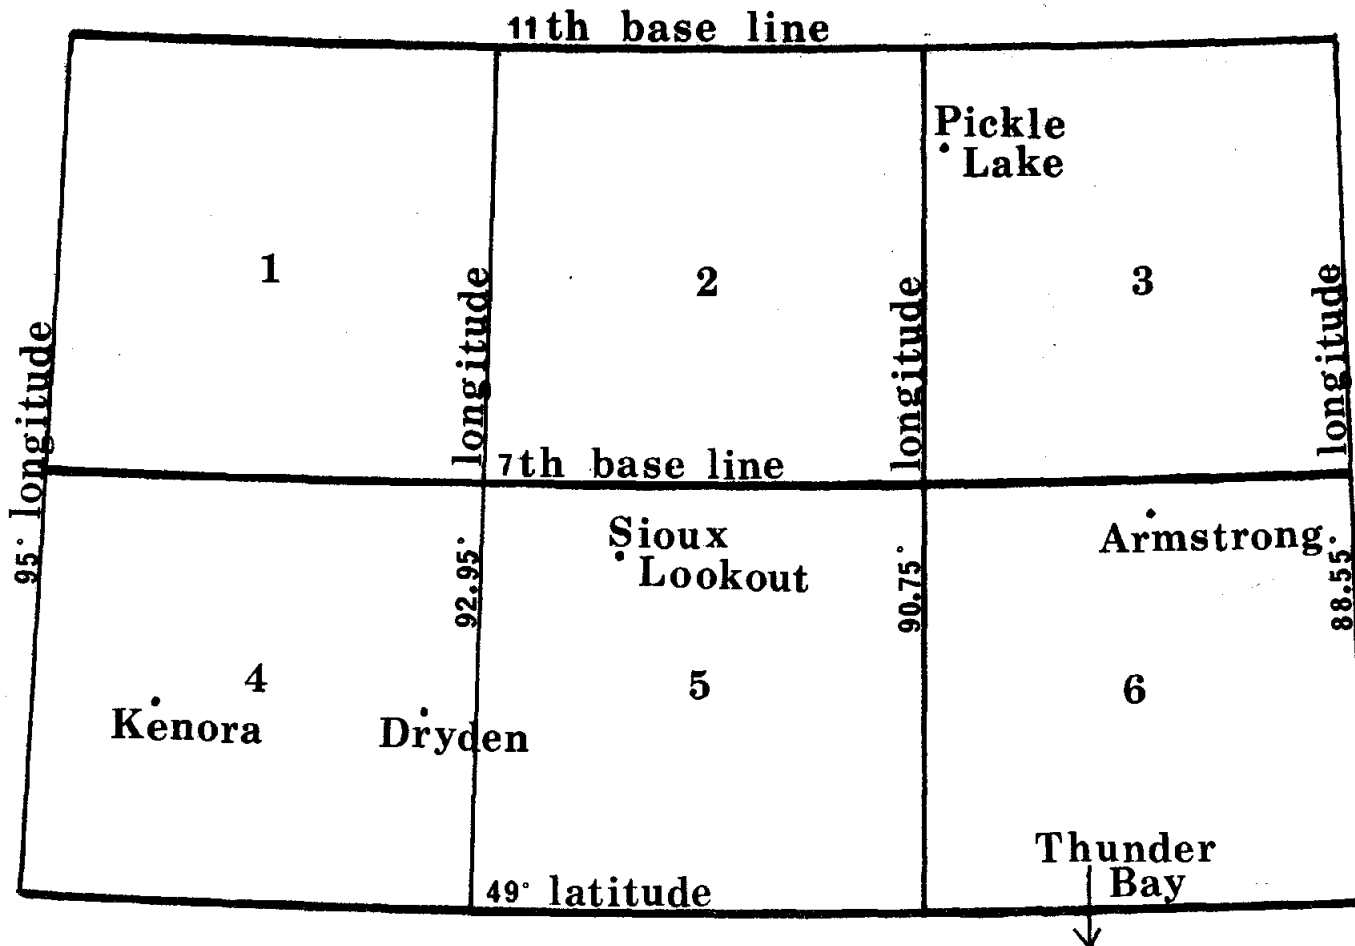 11th base line
Pickle
Lake
1
2
3
95° longitude
92.95° longitude
90.75° longitude
88.55° longitude
7th base line
Sioux
Lookout
Armstrong.
4
5
6
Kenora
Dryden
Thunder
Bay
49° latitude